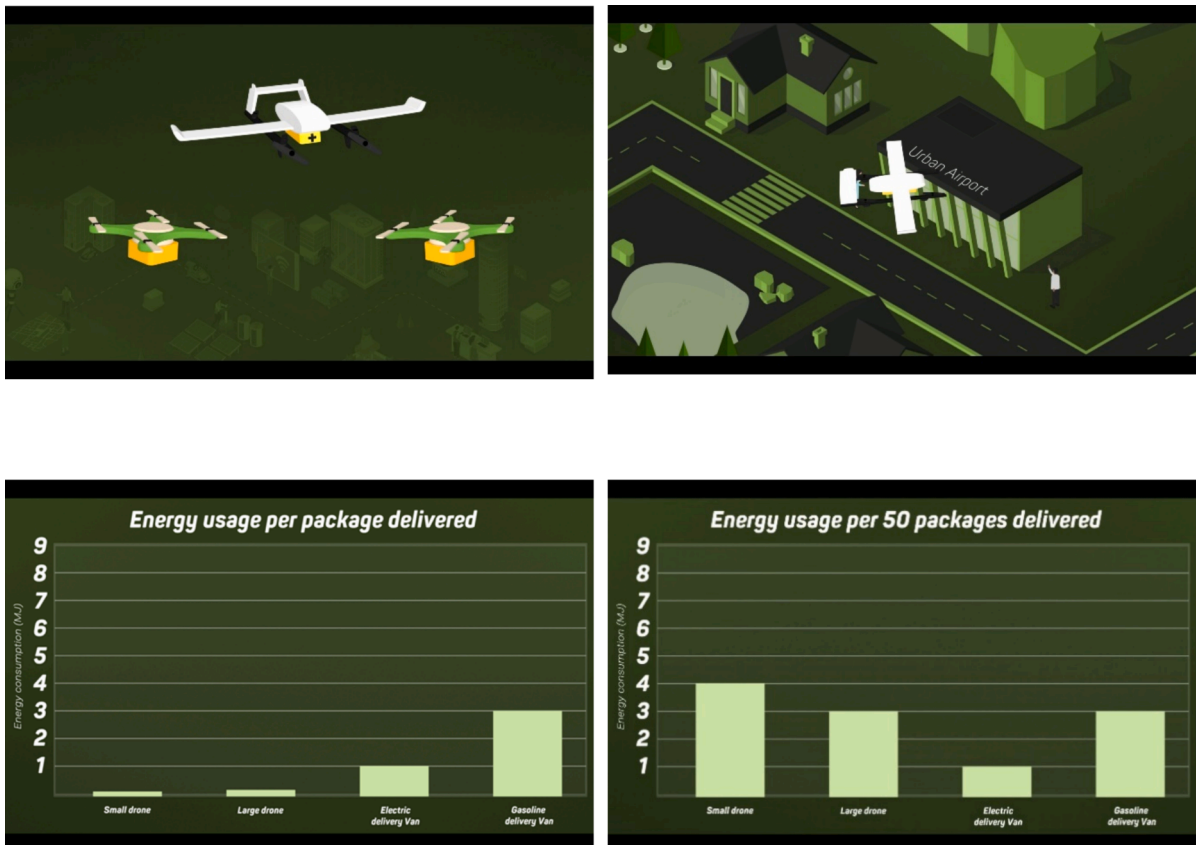 Urban Airport
Energy usage per package delivered
9
8
7
6
5
4
3
2
1
Energy consumption (MJ)
Small drone
Large drone
Electric
delivery Van
Gasoline
delivery Van
Energy usage per 50 packages delivered
9
8
7
6
5
4
3
2
1
Energy consumption (MJ)
Small drone
Large drone
Electric
delivery Van
Gasoline
delivery Van